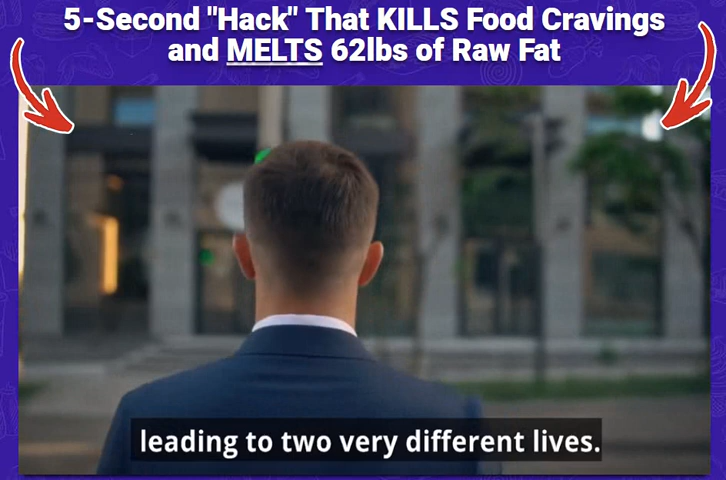 5-Second "Hack" That KILLS Food Cravings
and MELTS 62lbs of Raw Fat
leading to two very different lives.